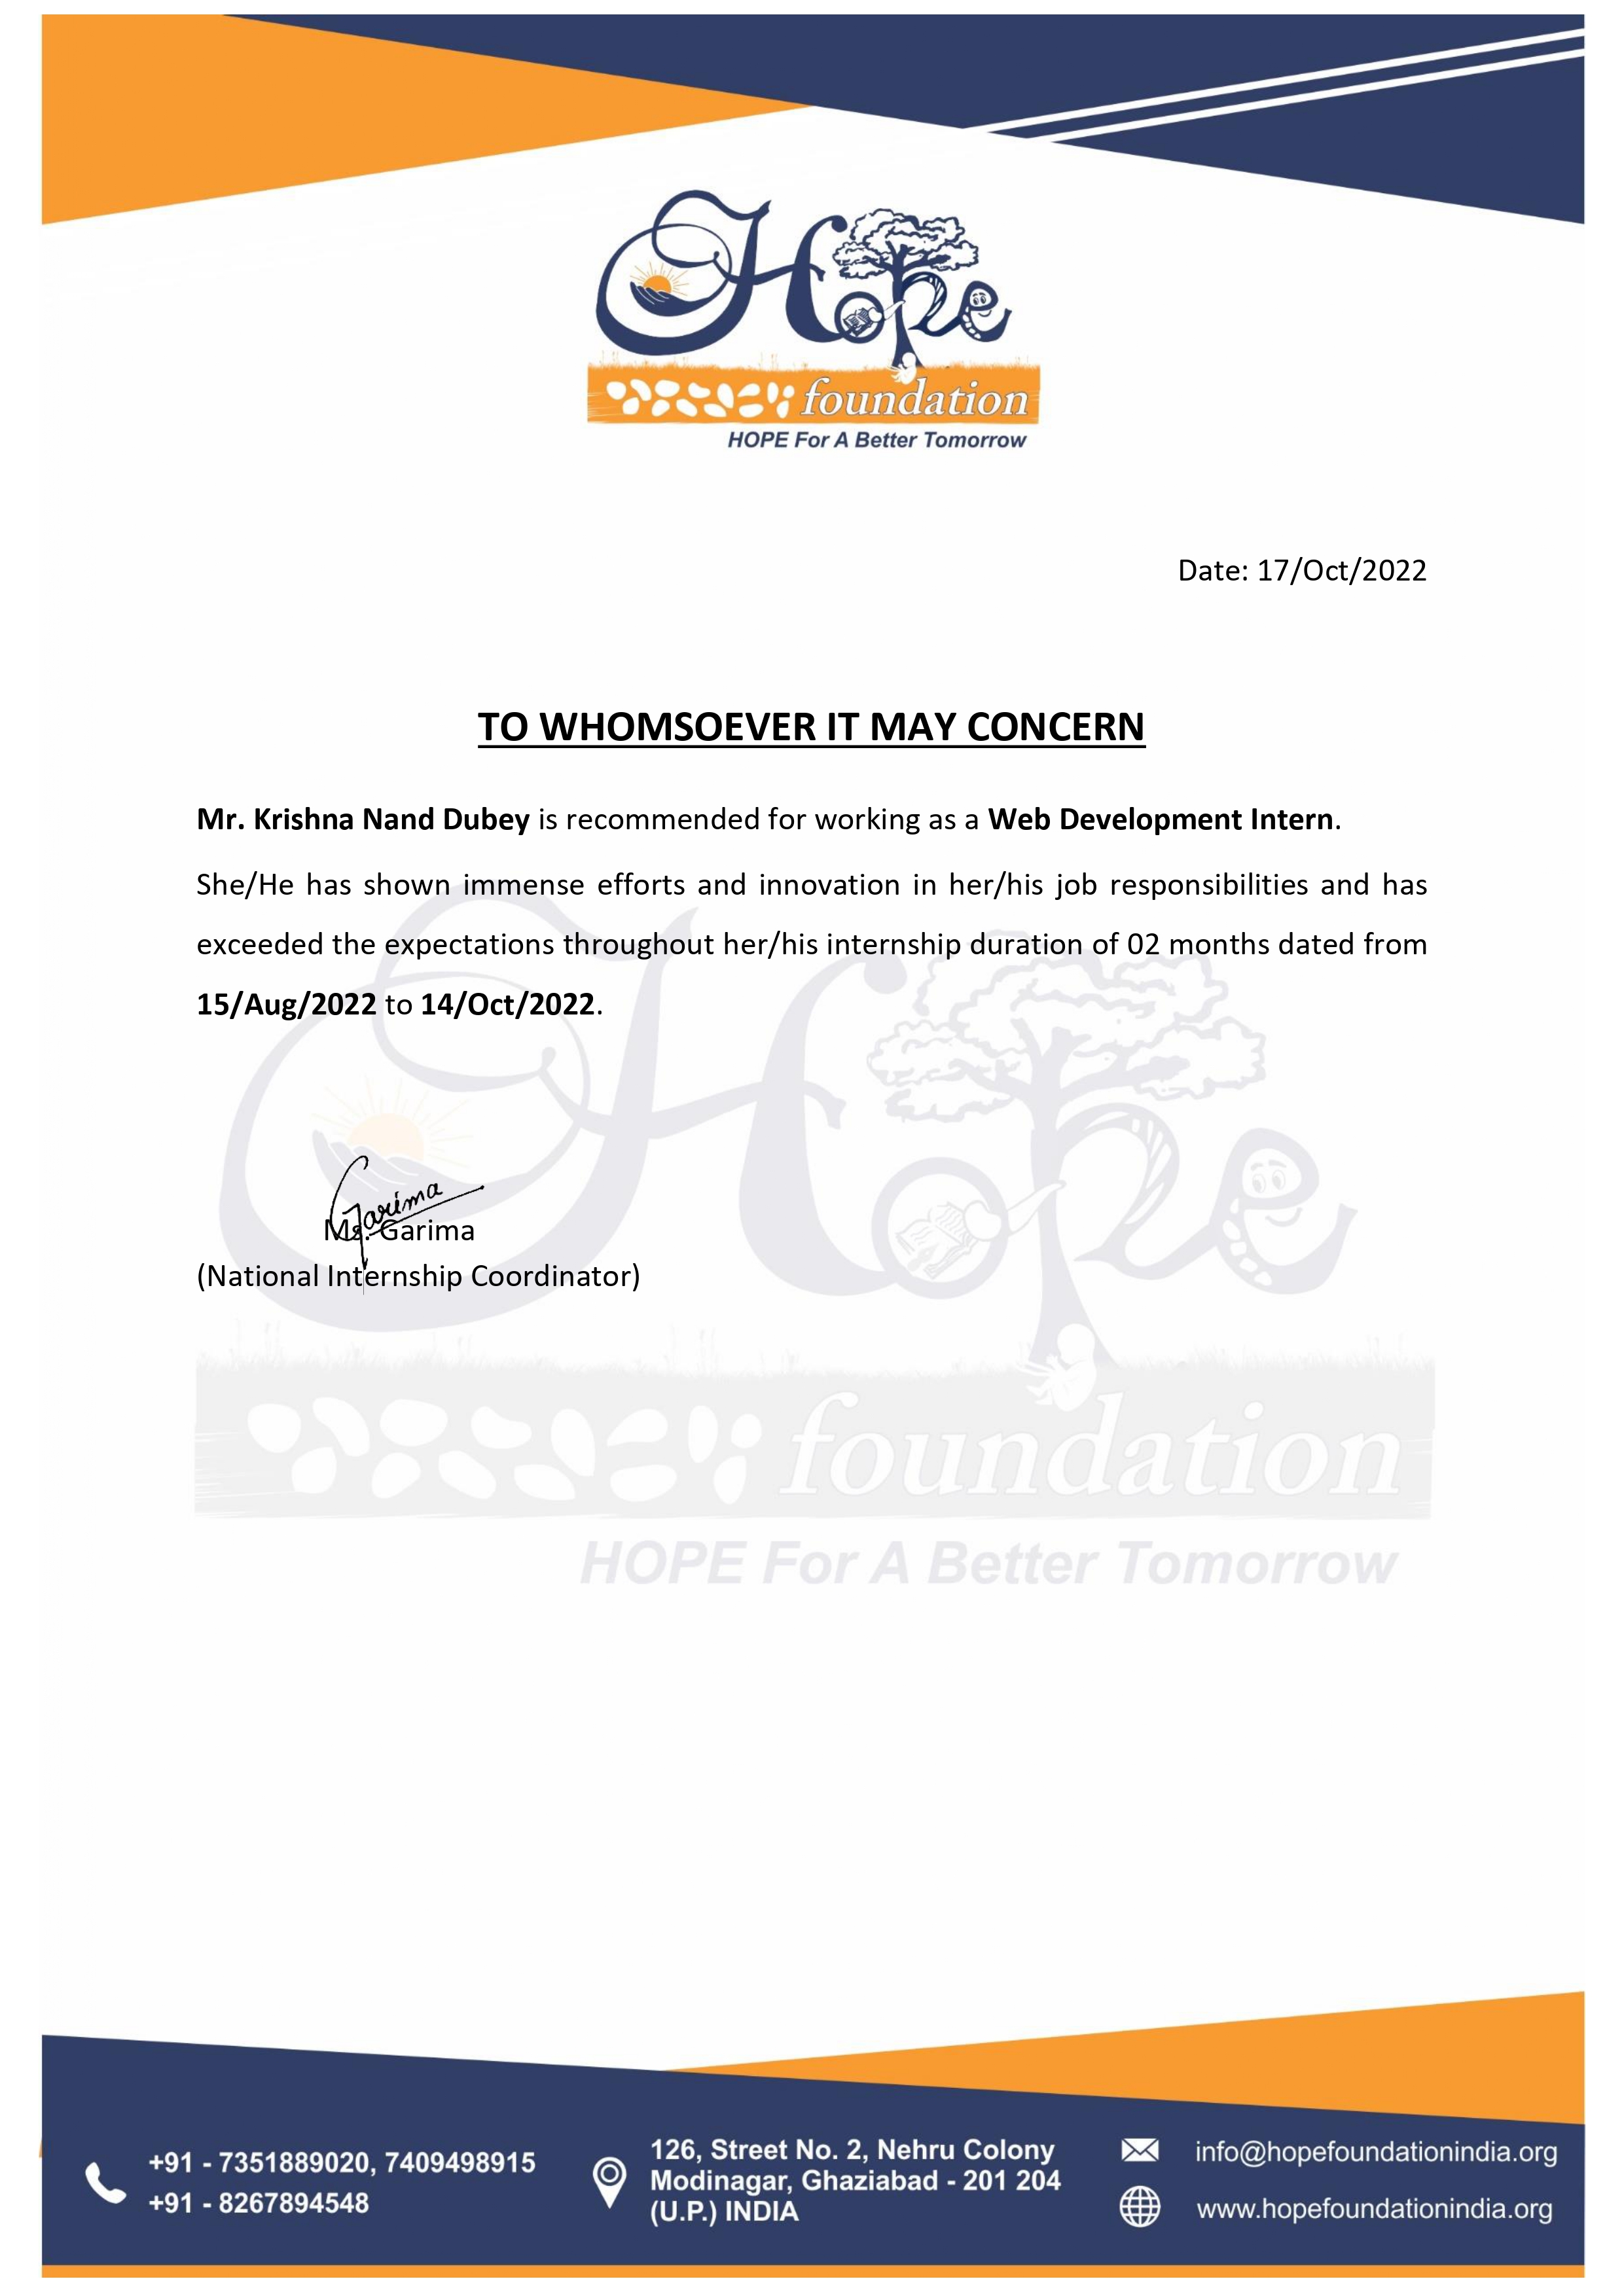 Hope
foundation
HOPE For A Better Tomorrow
Date: 17/Oct/2022
TO WHOMSOEVER IT MAY CONCERN
Mr. Krishna Nand Dubey is recommended for working as a Web Development Intern.
She/He has shown immense efforts and innovation in her/his job responsibilities and has
exceeded the expectations throughout her/his internship duration of 02 months dated from
15/Aug/2022 to 14/Oct/2022.
Garima
Ms. Garima
(National Internship Coordinator)
Hope
foundation
HOPE For A Better Tomorrow
+91 - 7351889020, 7409498915
+91 - 8267894548
126, Street No. 2, Nehru Colony
Modinagar, Ghaziabad - 201 204
(U.P.) INDIA
info@hopefoundationindia.org
www.hopefoundationindia.org